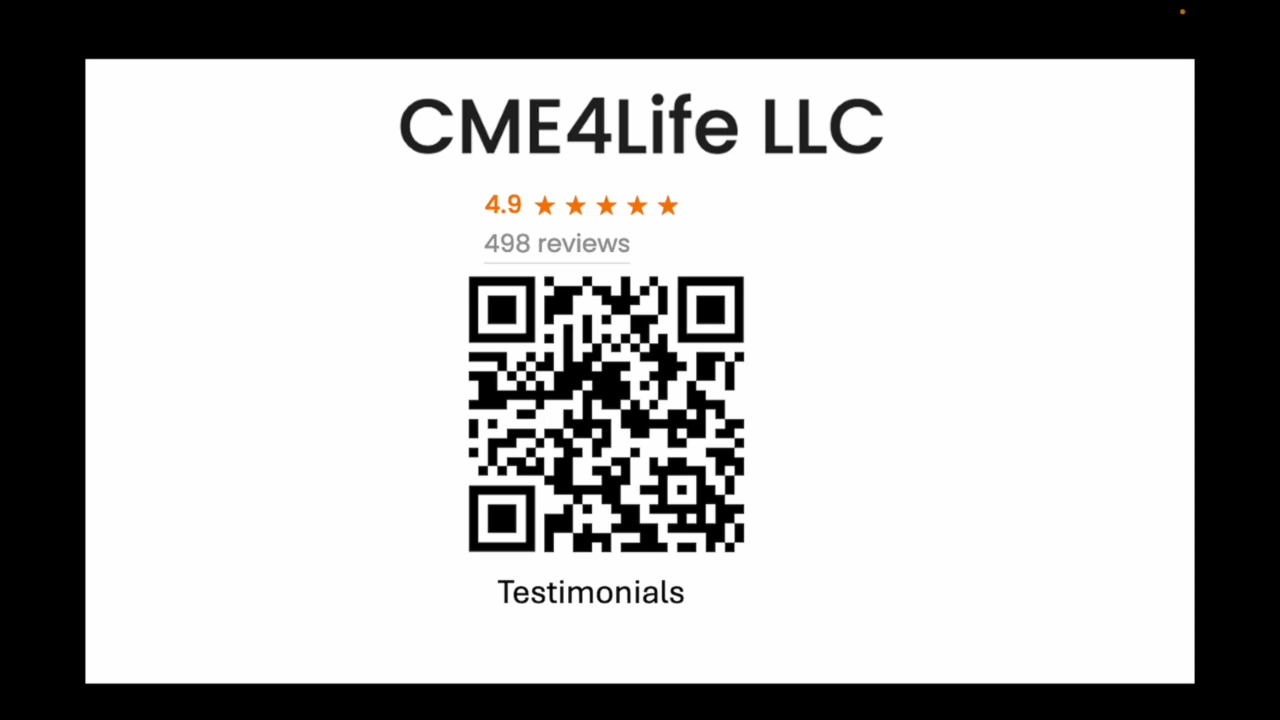 CME4Life LLC
4.9 ★ ★ ★ ★ ★
498 reviews
Testimonials